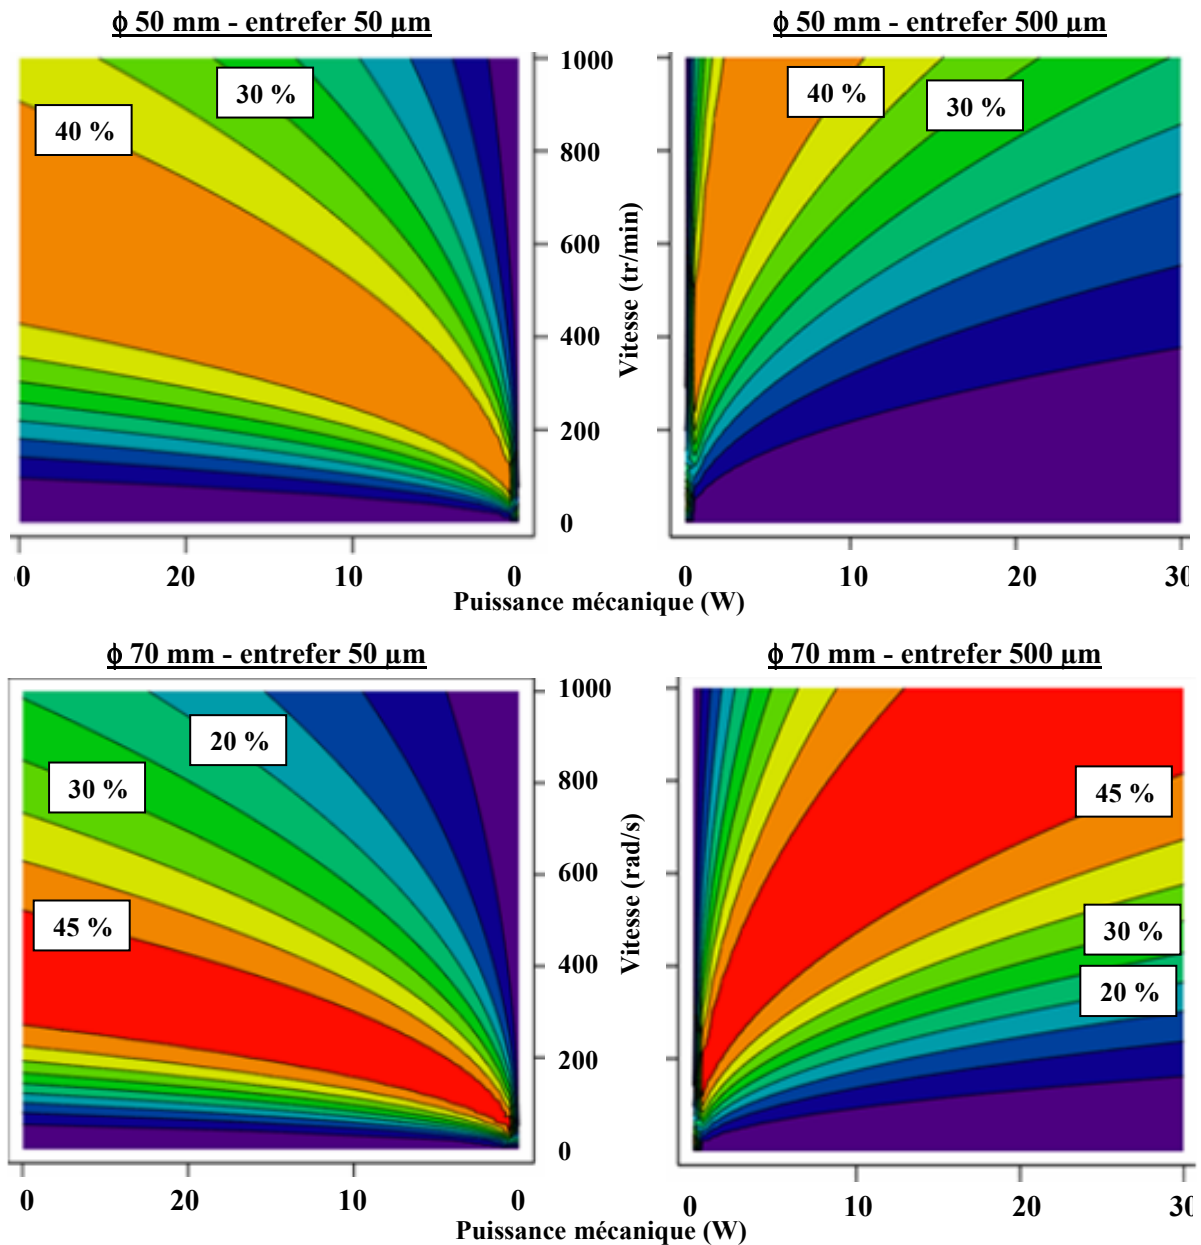 ϕ 50 mm - entrefer 50 µm
ϕ 50 mm - entrefer 500 µm
40 %
30 %
40 %
30 %
1000
800
600
400
200
0
Vitesse (tr/min)
0 20 10 0
0 10 20 30
Puissance mécanique (W)
ϕ 70 mm - entrefer 50 µm
ϕ 70 mm - entrefer 500 µm
20 %
30 %
45 %
45 %
30 %
20 %
1000
800
600
400
200
0
Vitesse (rad/s)
0 20 10 0
0 10 20 30
Puissance mécanique (W)